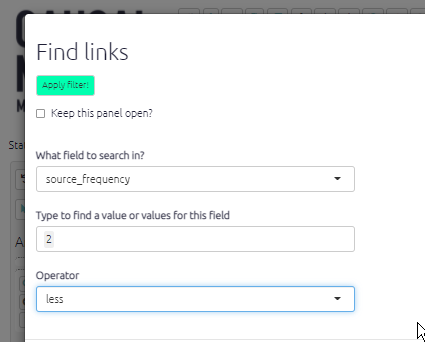 Find links
Apply filter!
Keep this panel open?
What field to search in?
source_frequency
Type to find a value or values for this field
2
Operator
less